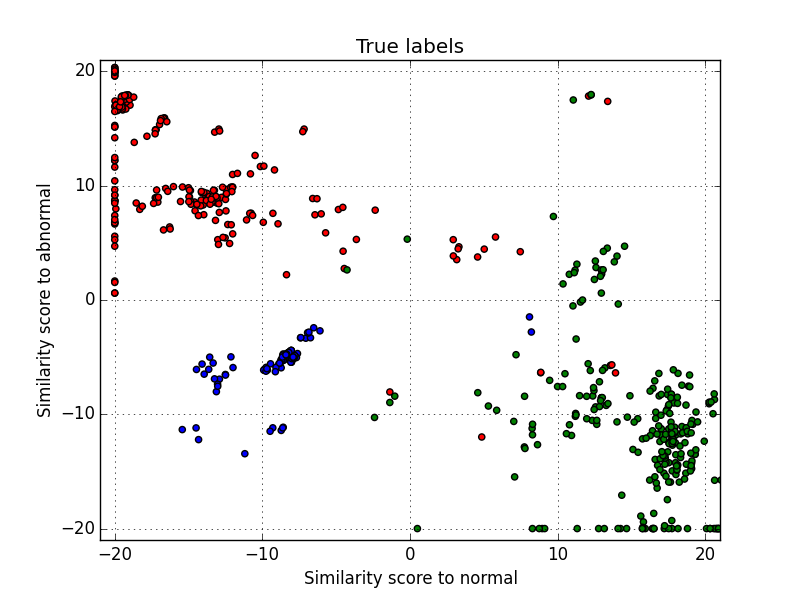 True labels
20
10
0
−10
−20
Similarity score to abnormal
−20 −10 0 10 20
Similarity score to normal